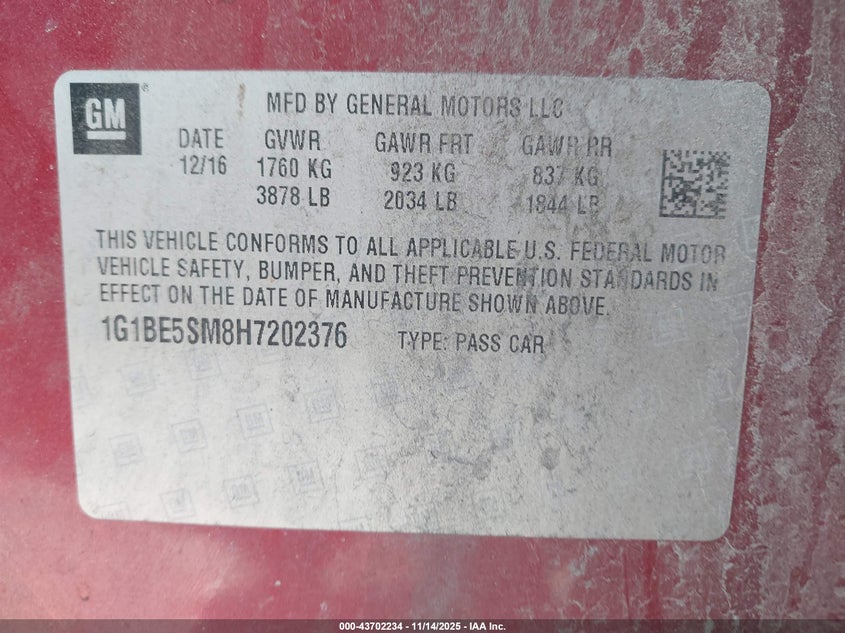 GM ®
MFD BY GENERAL MOTORS LLC
DATE GVWR GAWR FRT GAWR RR
12/16 1760 KG 923 KG 837 KG
3878 LB 2034 LB 1844 LB
THIS VEHICLE CONFORMS TO ALL APPLICABLE U.S. FEDERAL MOTOR
VEHICLE SAFETY, BUMPER, AND THEFT PREVENTION STANDARDS IN
EFFECT ON THE DATE OF MANUFACTURE SHOWN ABOVE.
1G1BE5SM8H7202376 TYPE: PASS CAR
000-43702234 - 11/14/2025 - IAA Inc.